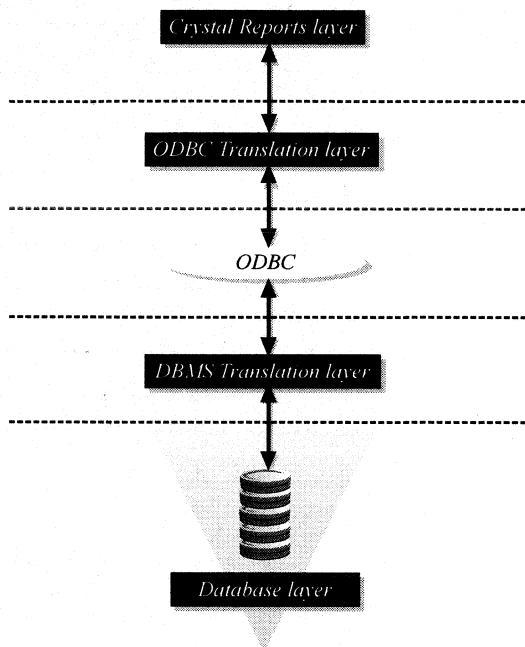 Crystal Reports layer
ODBC Translation layer
ODBC
DBMS Translation layer
Database layer